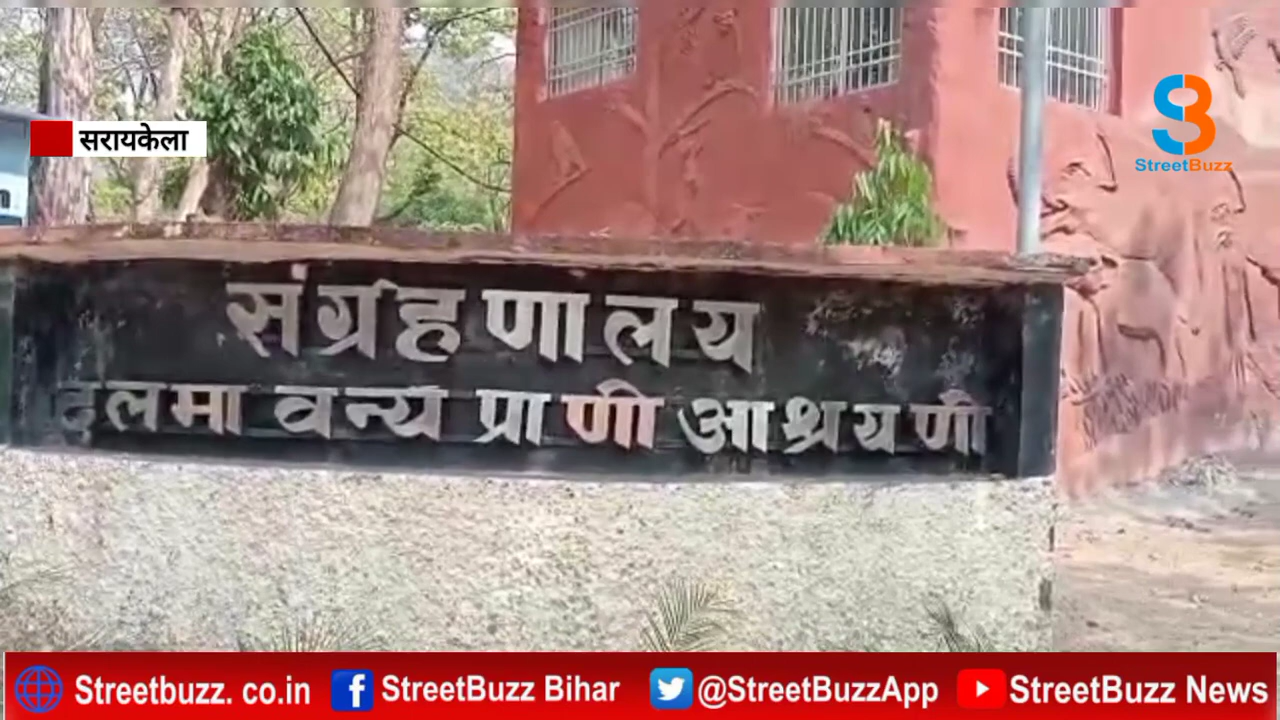 सरायकेला
StreetBuzz
संग्रहणालय
दलमा वन्य प्राणी आश्रयणी
Streetbuzz. co.in
StreetBuzz Bihar
@StreetBuzzApp
StreetBuzz News